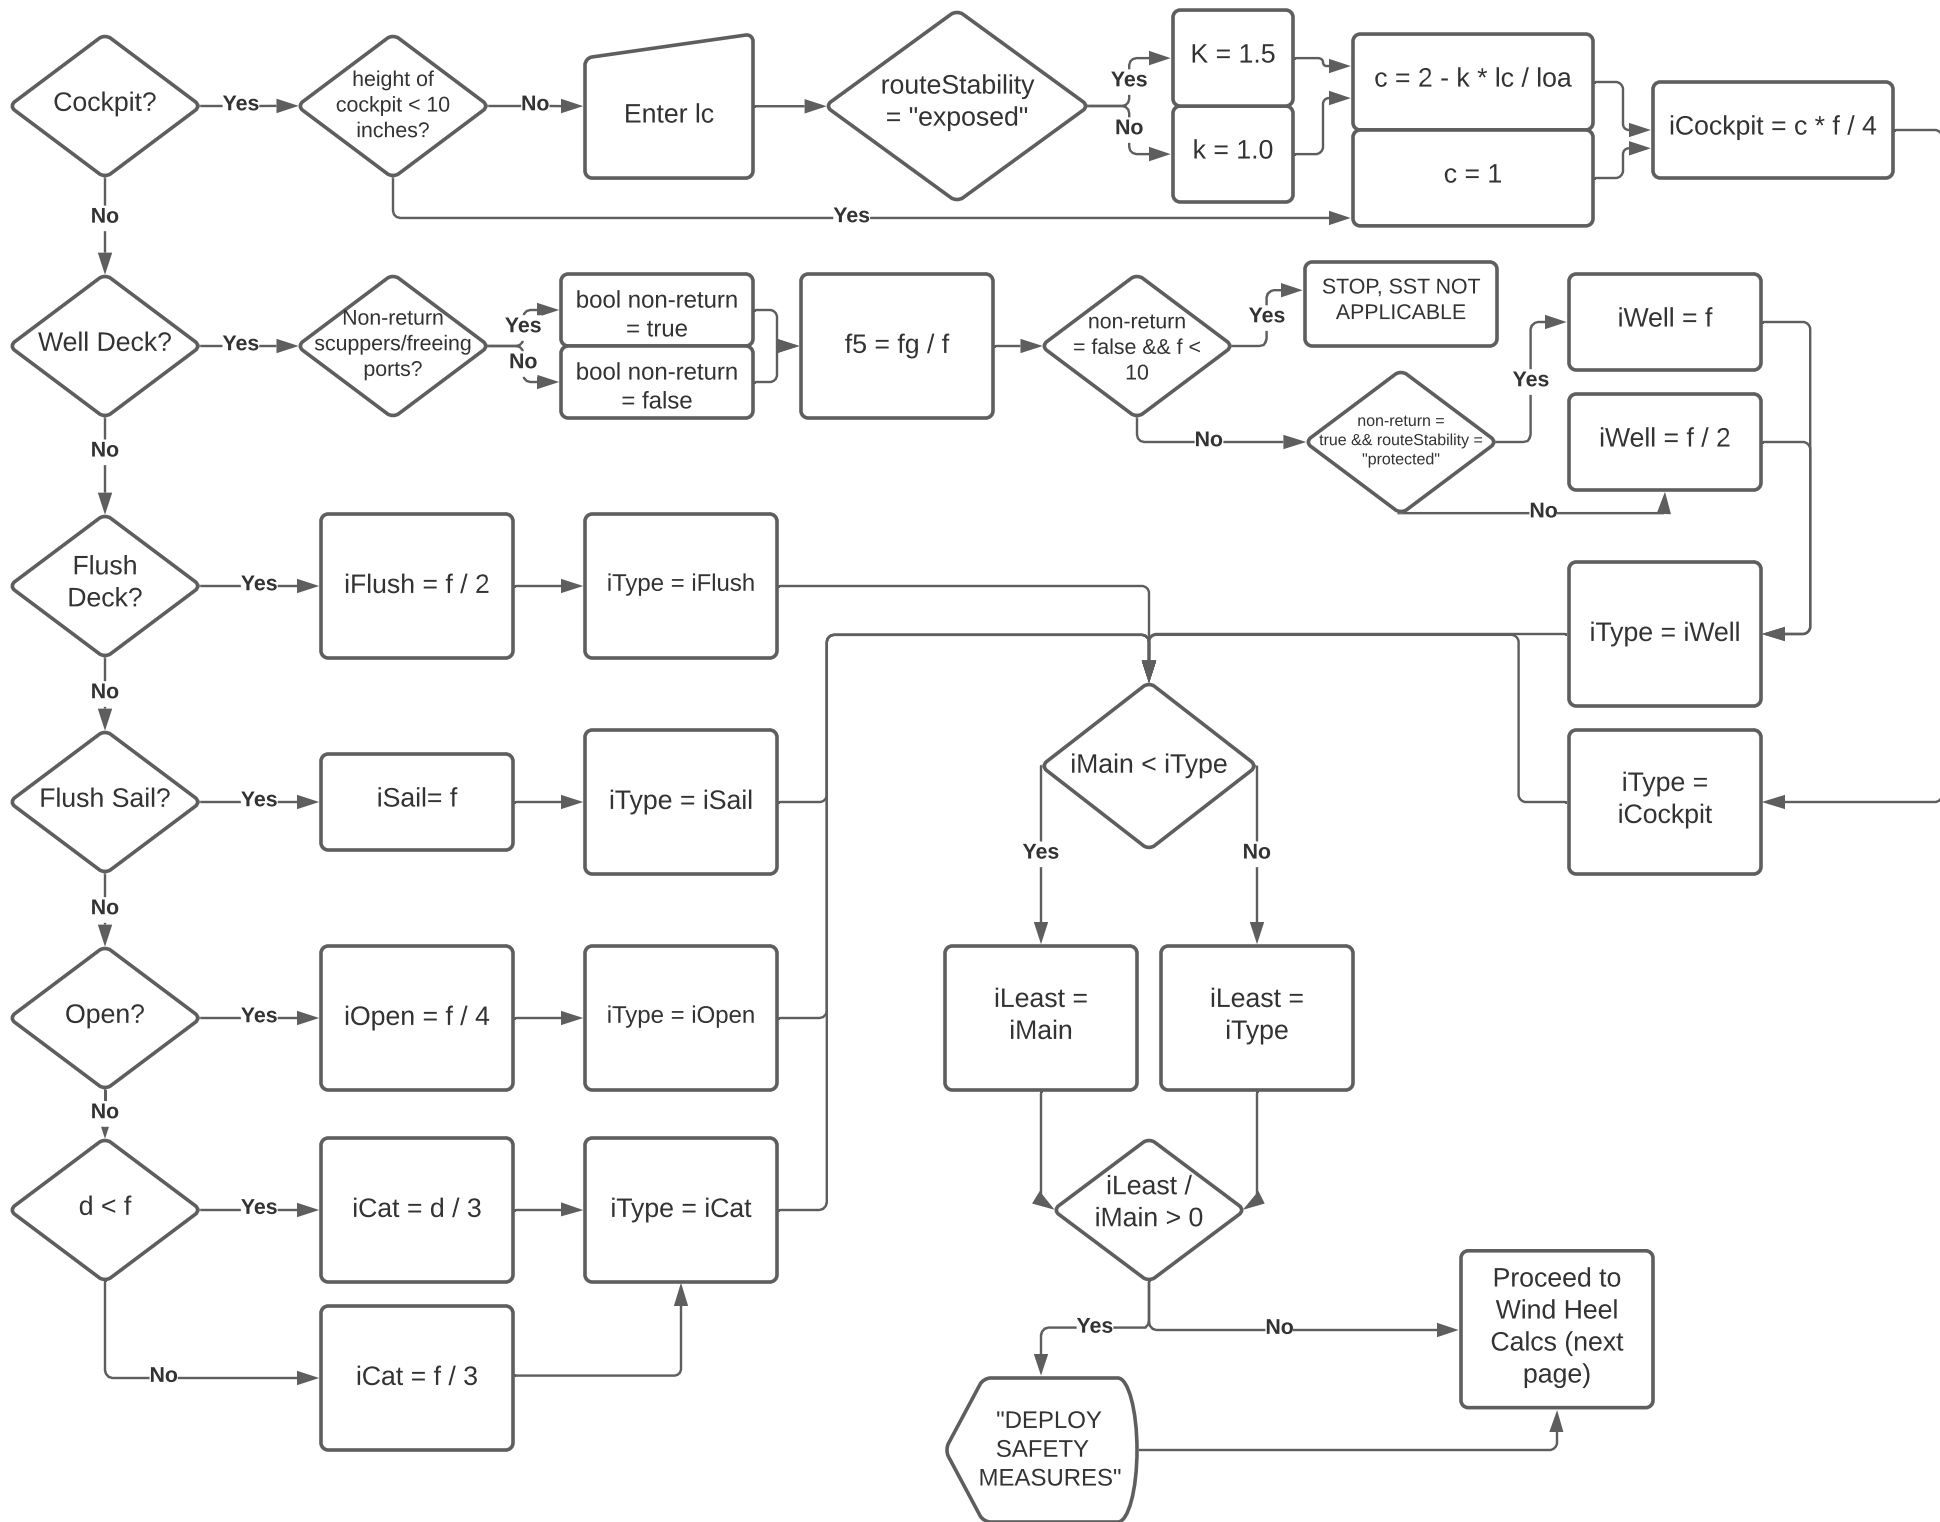 Cockpit?
Yes
height of
cockpit < 10
inches?
No
Enter lc
routeStability
= "exposed"
Yes
No
K = 1.5
k = 1.0
c = 2 - k * lc / loa
c = 1
iCockpit = c * f / 4
Yes
No
Well Deck?
Yes
Non-return
scuppers/freeing
ports?
Yes
No
bool non-return
= true
bool non-return
= false
f5 = fg / f
non-return
= false && f <
10
Yes
STOP, SST NOT
APPLICABLE
No
non-return =
true && routeStability =
"protected"
Yes
No
iWell = f
iWell = f / 2
No
Flush
Deck?
Yes
iFlush = f / 2
iType = iFlush
iType = iWell
No
Flush Sail?
Yes
iSail= f
iType = iSail
iMain < iType
iType =
iCockpit
Yes
No
No
Open?
Yes
iOpen = f / 4
iType = iOpen
iLeast =
iMain
iLeast =
iType
No
d < f
Yes
iCat = d / 3
iType = iCat
iLeast /
iMain > 0
No
iCat = f / 3
Yes
No
Proceed to
Wind Heel
Calcs (next
page)
"DEPLOY
SAFETY
MEASURES"